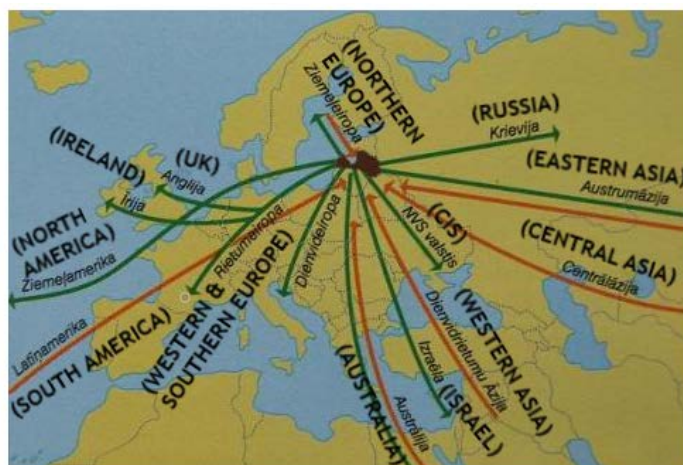 (NORTHERN
EUROPE)
Ziemeļeiropa
(RUSSIA)
Krievija
(IRELAND)
Īrija
(UK)
Anglija
(EASTERN ASIA)
Austrumāzija
(NORTH
AMERICA)
Ziemeļamerika
Rietumeiropa
Dienvideiropa
(WESTERN &
SOUTHERN EUROPE)
(CIS)
NVS valstis
(CENTRAL ASIA)
Centrālāzija
Latīņamerika
(SOUTH AMERICA)
(WESTERN ASIA)
Dienvidrietumu Āzija
(ISRAEL)
Izraēla
(AUSTRALIA)
Austrālija